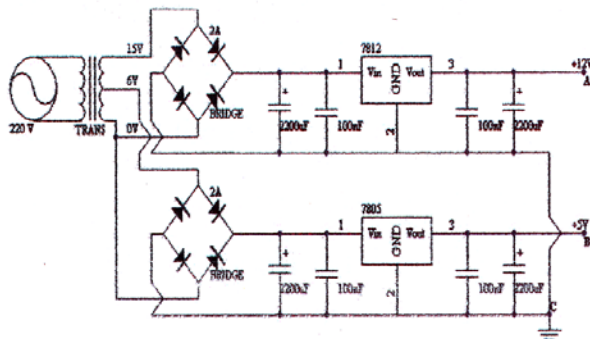 15V
2A
7812
+12V
1
Vin
GND
Vout
3
A
6V
2200uF
100nF
2
100nF
2200uF
220 V
TRANS
0V
BRIDGE
2A
7805
+5V
1
Vin
GND
Vout
3
B
BRIDGE
2200uF
100nF
2
100nF
2200uF
C